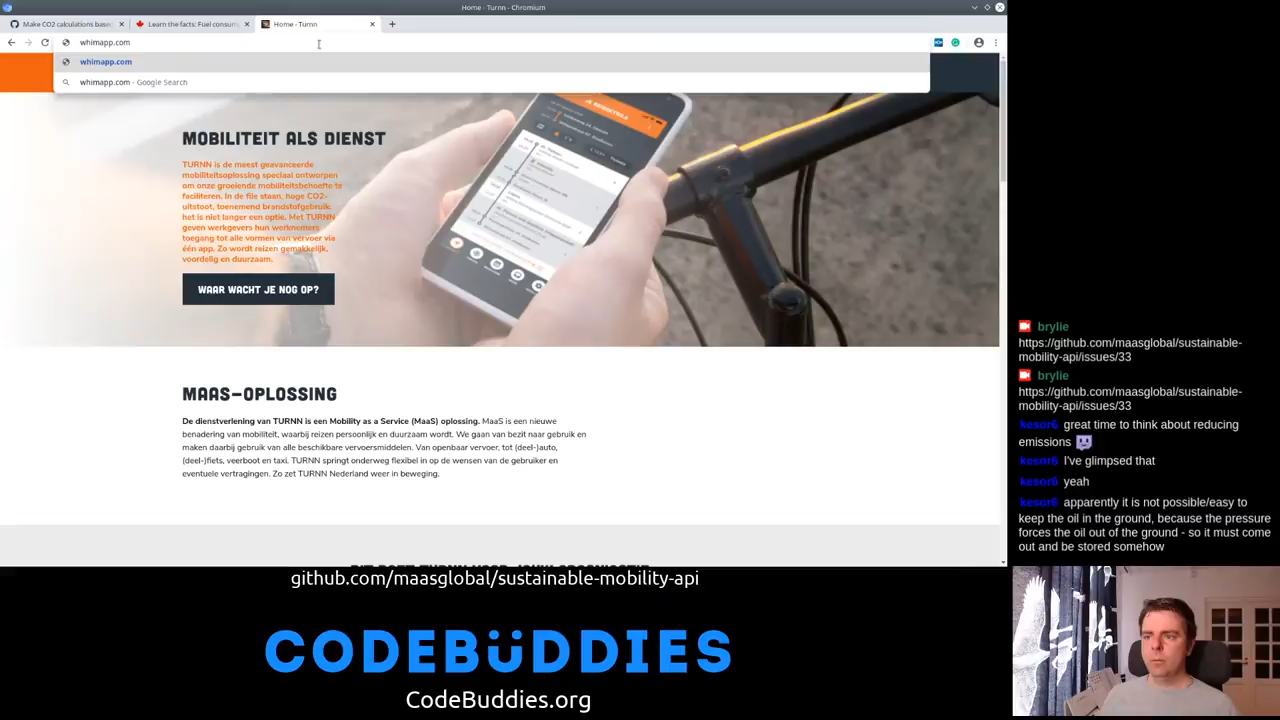 Home - Turnn - Chromium
Make CO2 calculations based
Learn the facts: Fuel consum
Home - Turnn
whimapp.com
whimapp.com
whimapp.com - Google Search
MOBILITEIT ALS DIENST
TURNN is de meest geavanceerde
mobiliteitsoplossing speciaal ontworpen
om onze groeiende mobiliteitsbehoefte te
faciliteren. In de file staan, hoge CO2-
uitstoot, toenemend brandstofgebruik,
het is niet langer een optie. Met TURNN
geven werkgevers hun werknemers
toegang tot alle vormen van vervoer via
één app. Zo wordt reizen gemakkelijk,
voordelig en duurzaam.
WAAR WACHT JE NOG OP?
MAAS-OPLOSSING
De dienstverlening van TURNN is een Mobility as a Service (MaaS) oplossing. MaaS is een nieuwe
benadering van mobiliteit, waarbij reizen persoonlijk en duurzaam wordt. We gaan van bezit naar gebruik en
maken daarbij gebruik van alle beschikbare vervoersmiddelen. Van openbaar vervoer, tot (deel-)auto,
(deel-)fiets, veerboot en taxi. TURNN springt onderweg flexibel in op de wensen van de gebruiker en
eventuele vertragingen. Zo zet TURNN Nederland weer in beweging.
brylie
https://github.com/maasglobal/sustainable-
mobility-api/issues/33
brylie
https://github.com/maasglobal/sustainable-
mobility-api/issues/33
kesor6 great time to think about reducing
emissions
kesor6 I've glimpsed that
kesor6 yeah
kesor6 apparently it is not possible/easy to
keep the oil in the ground, because the pressure
forces the oil out of the ground - so it must come
out and be stored somehow
github.com/maasglobal/sustainable-mobility-api
CODEBÜDDIES
CodeBuddies.org